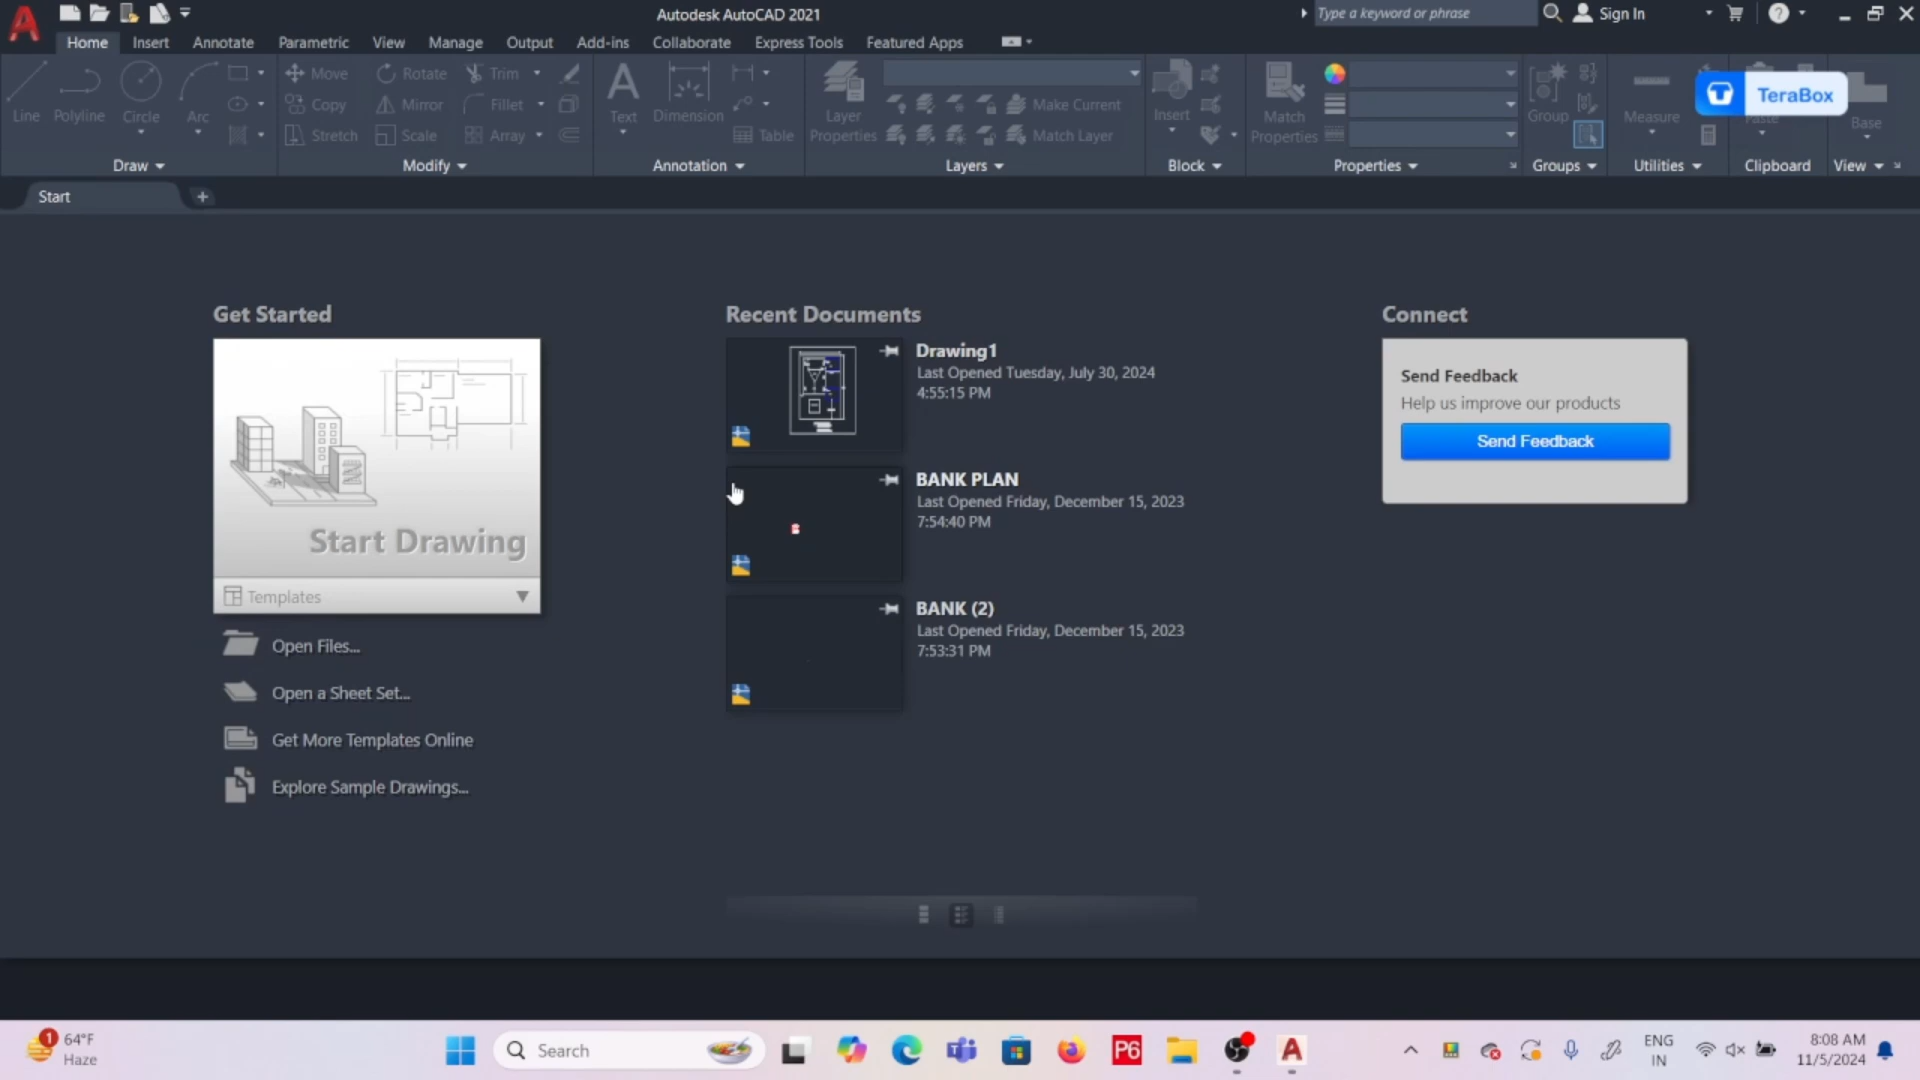 Autodesk AutoCAD 2021
Type a keyword or phrase
Sign In
Home Insert Annotate Parametric View Manage Output Add-ins Collaborate Express Tools Featured Apps
Line Polyline Circle Arc
Move Rotate Trim
Copy Mirror Fillet
Stretch Scale Array
Text Dimension Table
Layer Properties
Make Current
Match Layer
Insert
Match Properties
Group
Measure
Paste
Base
TeraBox
Draw Modify Annotation Layers Block Properties Groups Utilities Clipboard View
Start
Get Started
Start Drawing
Templates
Open Files...
Open a Sheet Set...
Get More Templates Online
Explore Sample Drawings...
Recent Documents
Drawing1
Last Opened Tuesday, July 30, 2024
4:55:15 PM
BANK PLAN
Last Opened Friday, December 15, 2023
7:54:40 PM
BANK (2)
Last Opened Friday, December 15, 2023
7:53:31 PM
Connect
Send Feedback
Help us improve our products
Send Feedback
1
64°F
Haze
Search
P6
ENG
IN
8:08 AM
11/5/2024